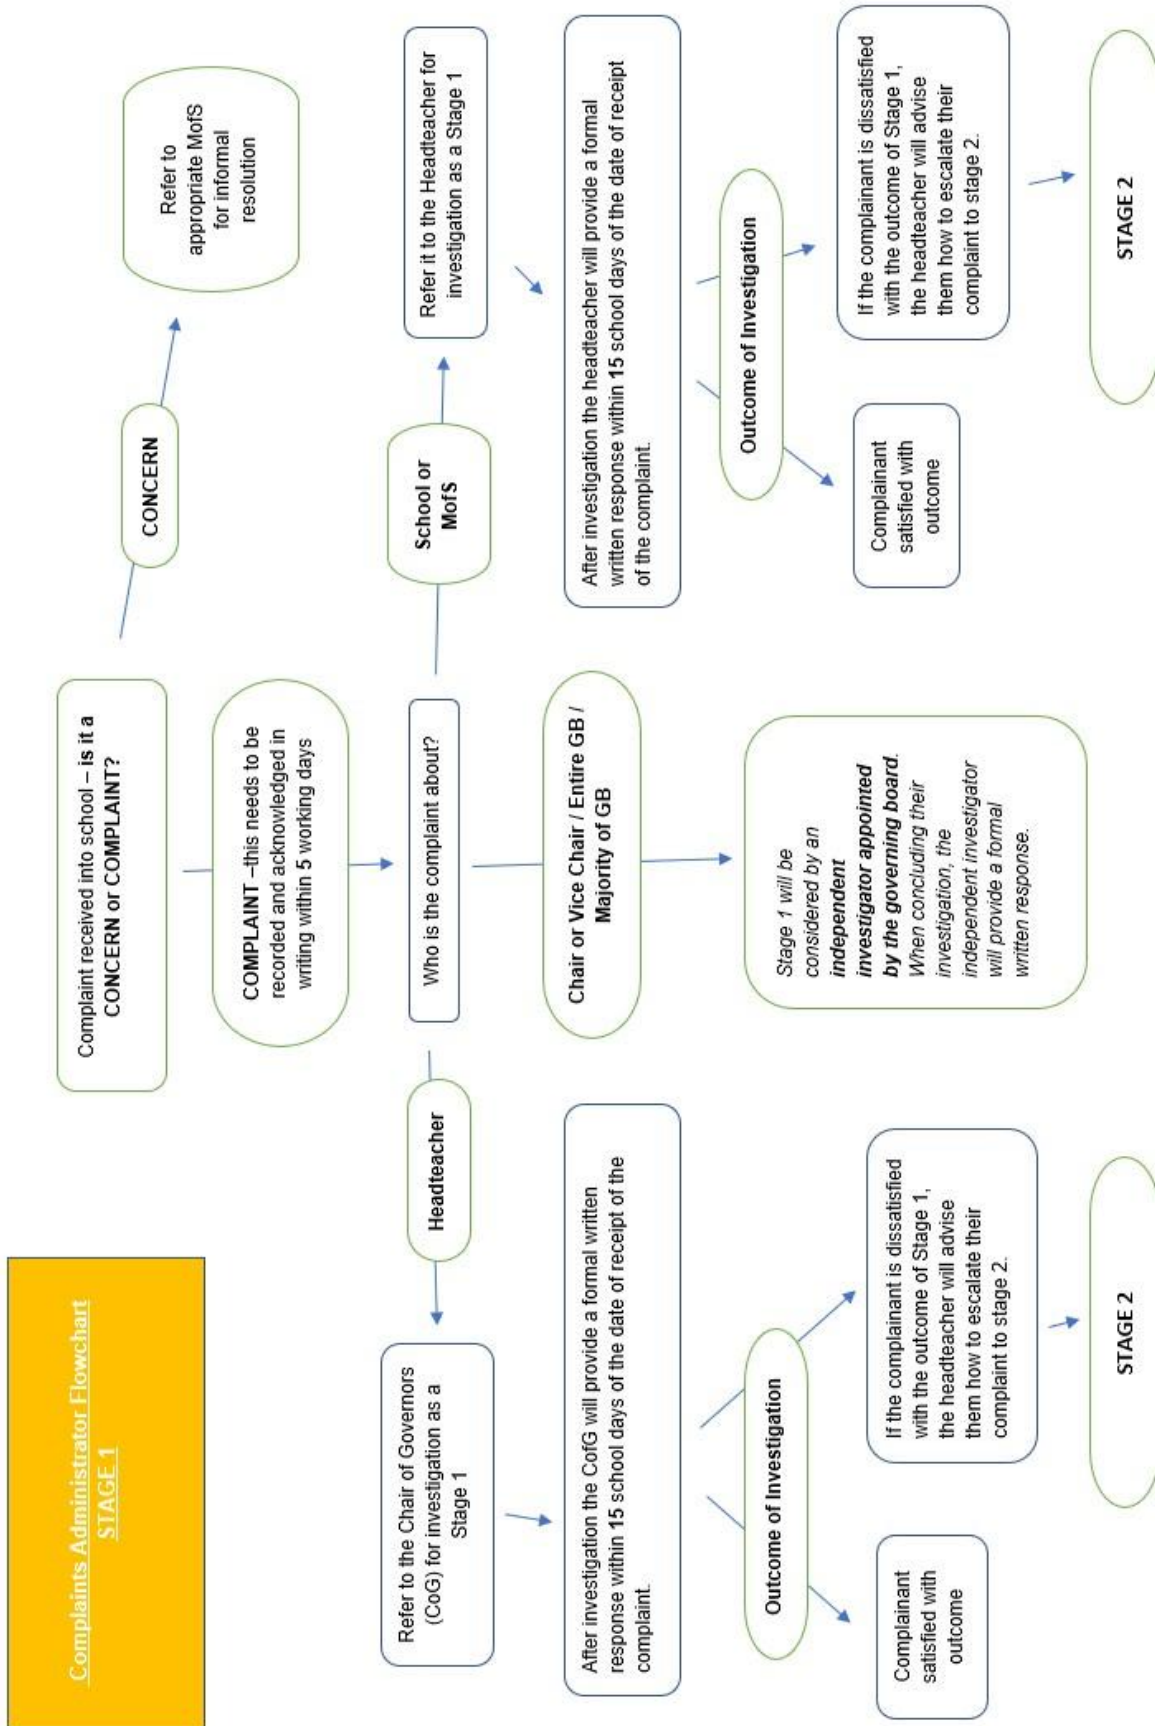 Complaints Administrator Flowchart
STAGE 1
Complaint received into school – is it a
CONCERN or COMPLAINT?
CONCERN
Refer to
appropriate MofS
for informal
resolution
COMPLAINT –this needs to be
recorded and acknowledged in
writing within 5 working days
Who is the complaint about?
Headteacher
Refer to the Chair of Governors
(CoG) for investigation as a
Stage 1
After investigation the CofG will provide a formal written
response within 15 school days of the date of receipt of the
complaint.
Outcome of Investigation
Complainant
satisfied with
outcome
If the complainant is dissatisfied
with the outcome of Stage 1,
the headteacher will advise
them how to escalate their
complaint to stage 2.
STAGE 2
Chair or Vice Chair / Entire GB /
Majority of GB
Stage 1 will be
considered by an
independent
investigator appointed
by the governing board.
When concluding their
investigation, the
independent investigator
will provide a formal
written response.
School or
MofS
Refer it to the Headteacher for
investigation as a Stage 1
After investigation the headteacher will provide a formal
written response within 15 school days of the date of receipt
of the complaint.
Outcome of Investigation
Complainant
satisfied with
outcome
If the complainant is dissatisfied
with the outcome of Stage 1,
the headteacher will advise
them how to escalate their
complaint to stage 2.
STAGE 2